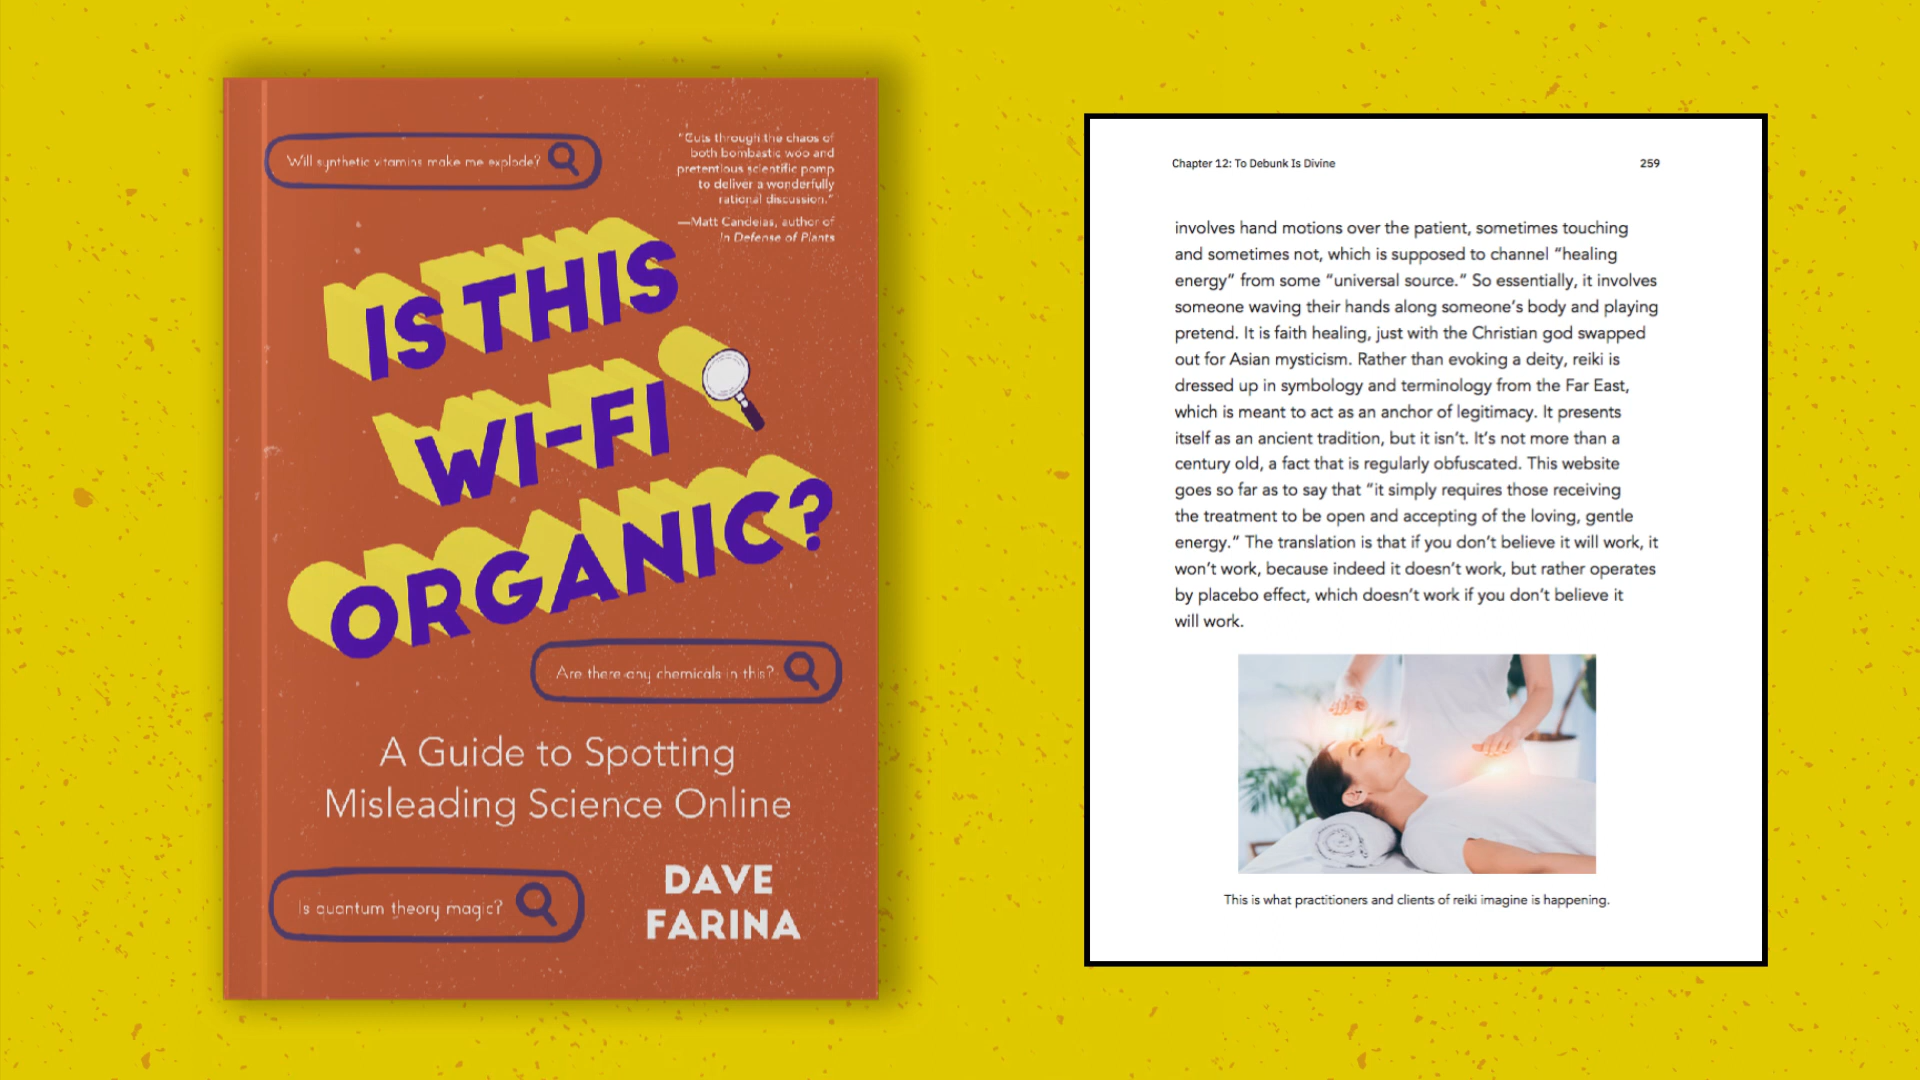 Will synthetic vitamins make me explode?
"Cuts through the chaos of
both bombastic woo and
pretentious scientific pomp
to deliver a wonderfully
rational discussion."
—Matt Candeias, author of
In Defense of Plants
IS THIS
WI-FI
ORGANIC?
Are there any chemicals in this?
A Guide to Spotting
Misleading Science Online
Is quantum theory magic?
DAVE
FARINA
Chapter 12: To Debunk Is Divine 259
involves hand motions over the patient, sometimes touching
and sometimes not, which is supposed to channel “healing
energy” from some “universal source.” So essentially, it involves
someone waving their hands along someone’s body and playing
pretend. It is faith healing, just with the Christian god swapped
out for Asian mysticism. Rather than evoking a deity, reiki is
dressed up in symbology and terminology from the Far East,
which is meant to act as an anchor of legitimacy. It presents
itself as an ancient tradition, but it isn’t. It’s not more than a
century old, a fact that is regularly obfuscated. This website
goes so far as to say that “it simply requires those receiving
the treatment to be open and accepting of the loving, gentle
energy.” The translation is that if you don’t believe it will work, it
won’t work, because indeed it doesn’t work, but rather operates
by placebo effect, which doesn’t work if you don’t believe it
will work.
This is what practitioners and clients of reiki imagine is happening.